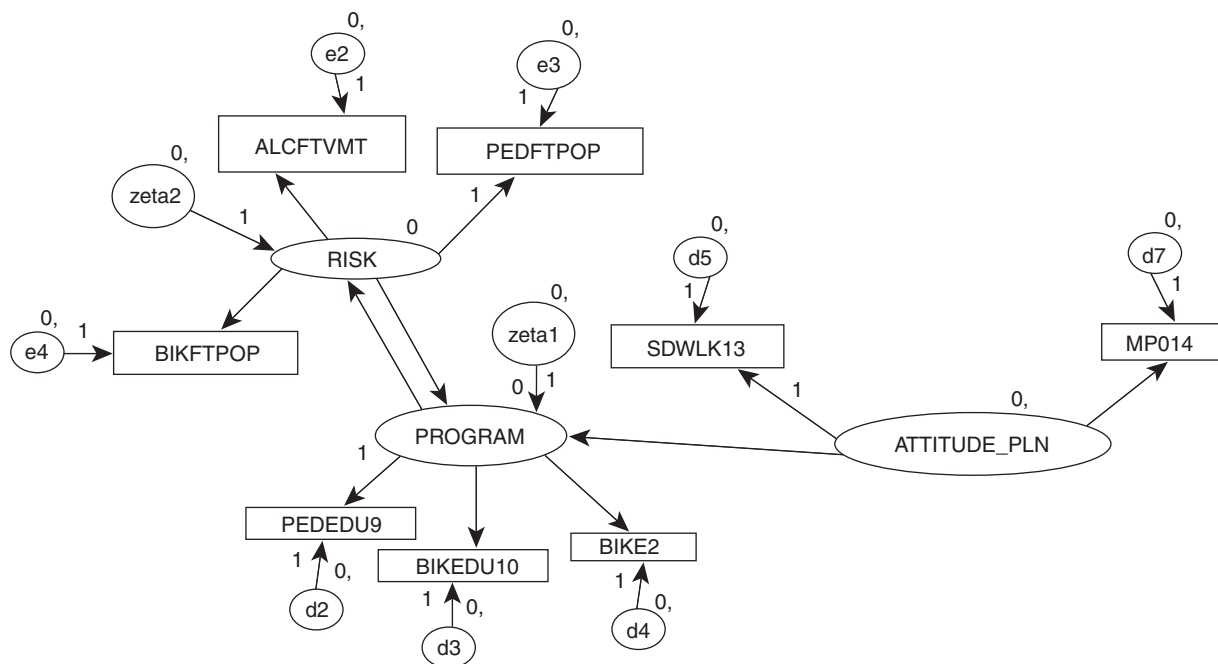 0,
0,
e2
e3
1
1
ALCFTVMT
PEDFTPOP
0,
zeta2
1
1
0
0,
0,
RISK
d5
d7
1
1
0,
0,
1
zeta1
SDWLK13
MP014
e4
BIKFTPOP
1
1
0
0,
PROGRAM
ATTITUDE_PLN
1
PEDEDU9
BIKE2
1
0,
BIKEDU10
1
0,
d2
1
0,
d4
d3